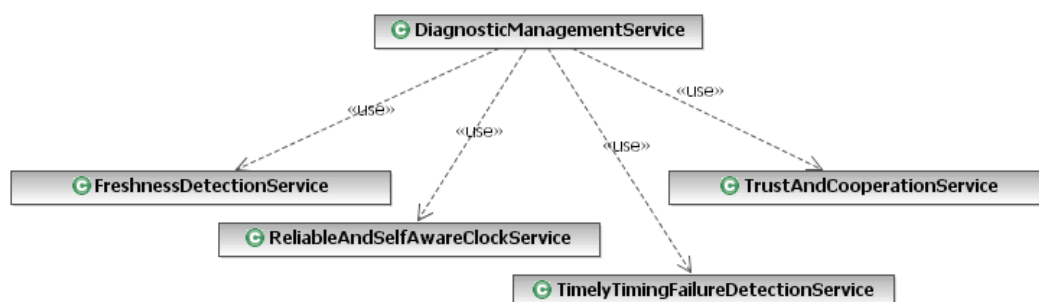 C DiagnosticManagementService
«use»
«use»
«use»
«use»
C FreshnessDetectionService
C TrustAndCooperationService
C ReliableAndSelfAwareClockService
C TimelyTimingFailureDetectionService